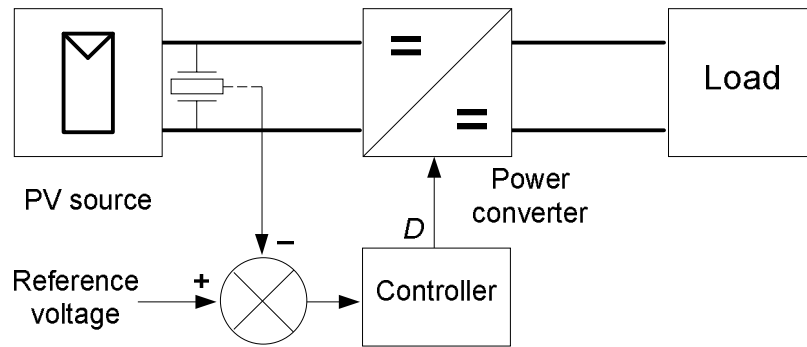 Load
PV source
Power
converter
D
–
Reference
voltage
+
Controller